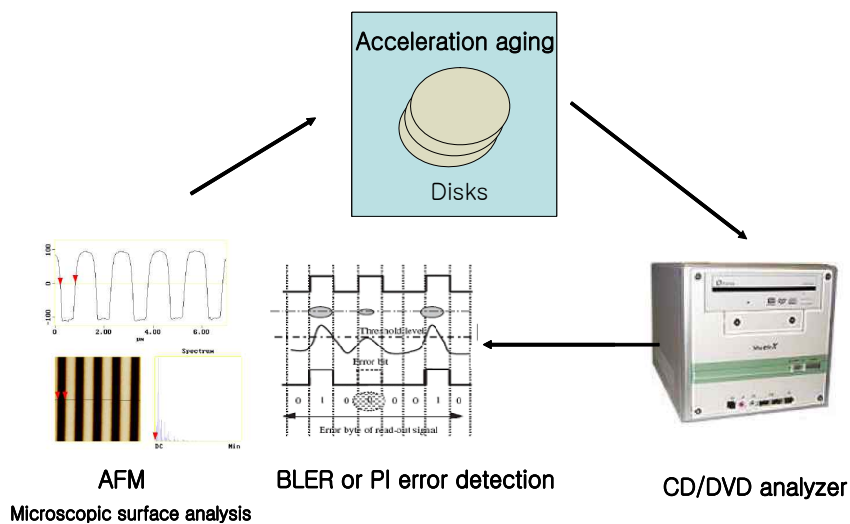 Acceleration aging
Disks
100
0
-100
0 2.00 4.00 6.00
μm
Spectrum
DC Min
Threshold level
Error bit
0 1 0 0 0 0 1 0
Error byte of read-out signal
AFM
Microscopic surface analysis
BLER or PI error detection
CD/DVD analyzer